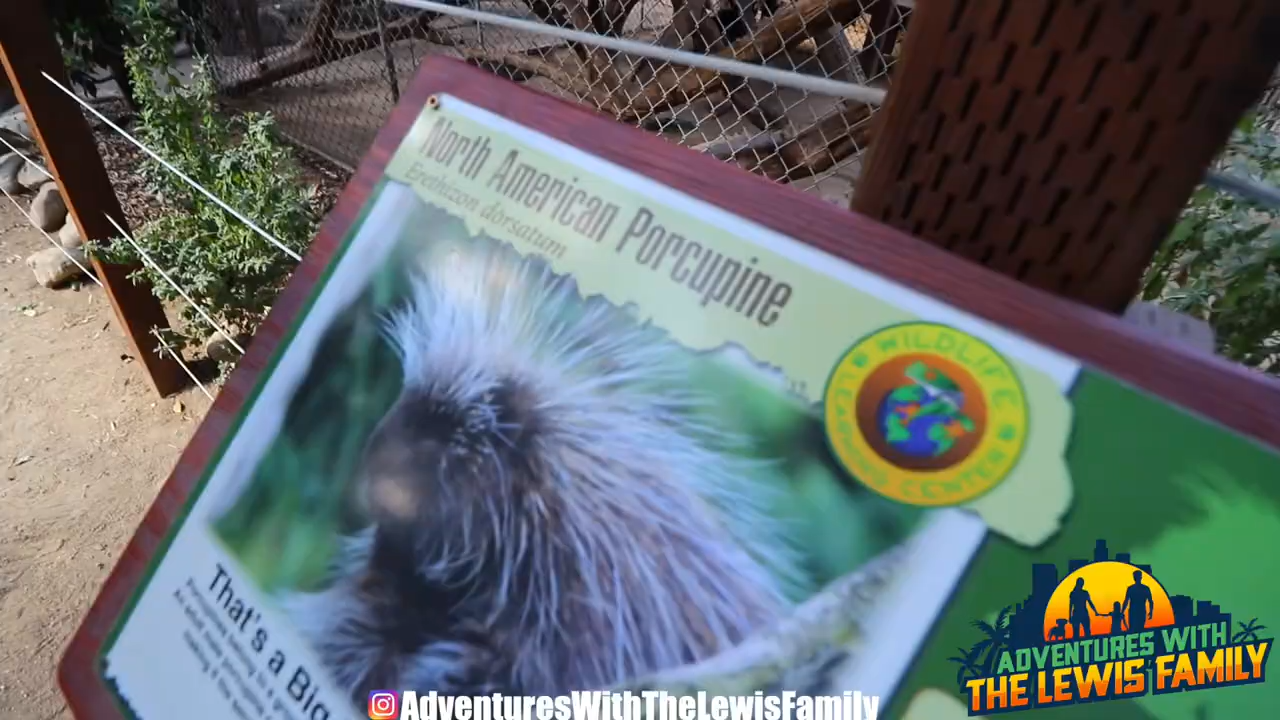 North American Porcupine
Erethizon dorsatum
WILDLIFE
LEARNING CENTER
That's a Big
ADVENTURES WITH
THE LEWIS FAMILY
AdventuresWithTheLewisFamily